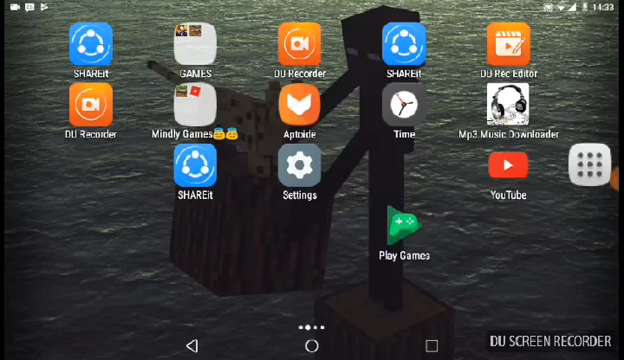 14:33
SHAREit
GAMES
DU Recorder
SHAREit
DU Rec Editor
DU Recorder
Mindly Games😇😇
Aptoide
Time
Mp3 Music Downloader
SHAREit
Settings
YouTube
Play Games
DU SCREEN RECORDER